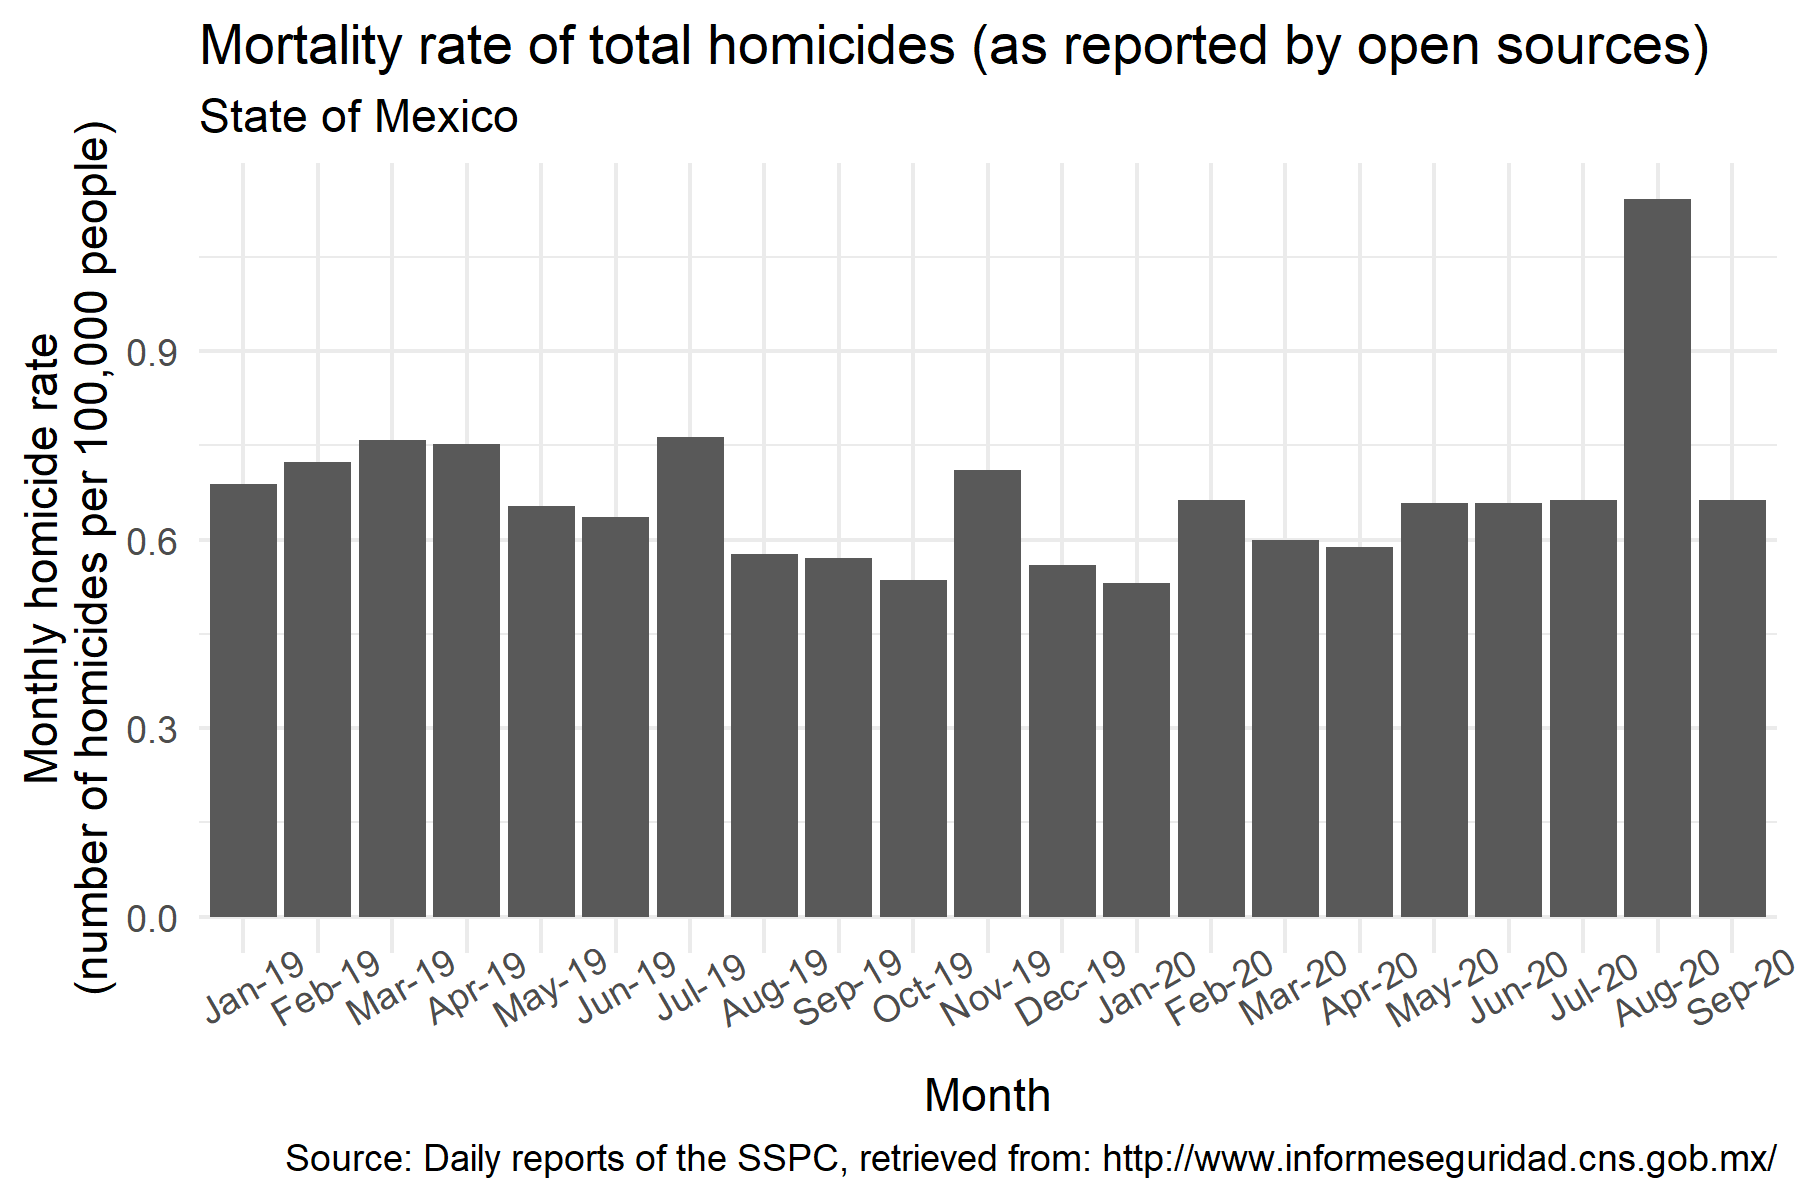 Mortality rate of total homicides (as reported by open sources)
State of Mexico
Monthly homicide rate
(number of homicides per 100,000 people)
0.9
0.6
0.3
0.0
Jan-19
Feb-19
Mar-19
Apr-19
May-19
Jun-19
Jul-19
Aug-19
Sep-19
Oct-19
Nov-19
Dec-19
Jan-20
Feb-20
Mar-20
Apr-20
May-20
Jun-20
Jul-20
Aug-20
Sep-20
Month
Source: Daily reports of the SSPC, retrieved from: http://www.informeseguridad.cns.gob.mx/